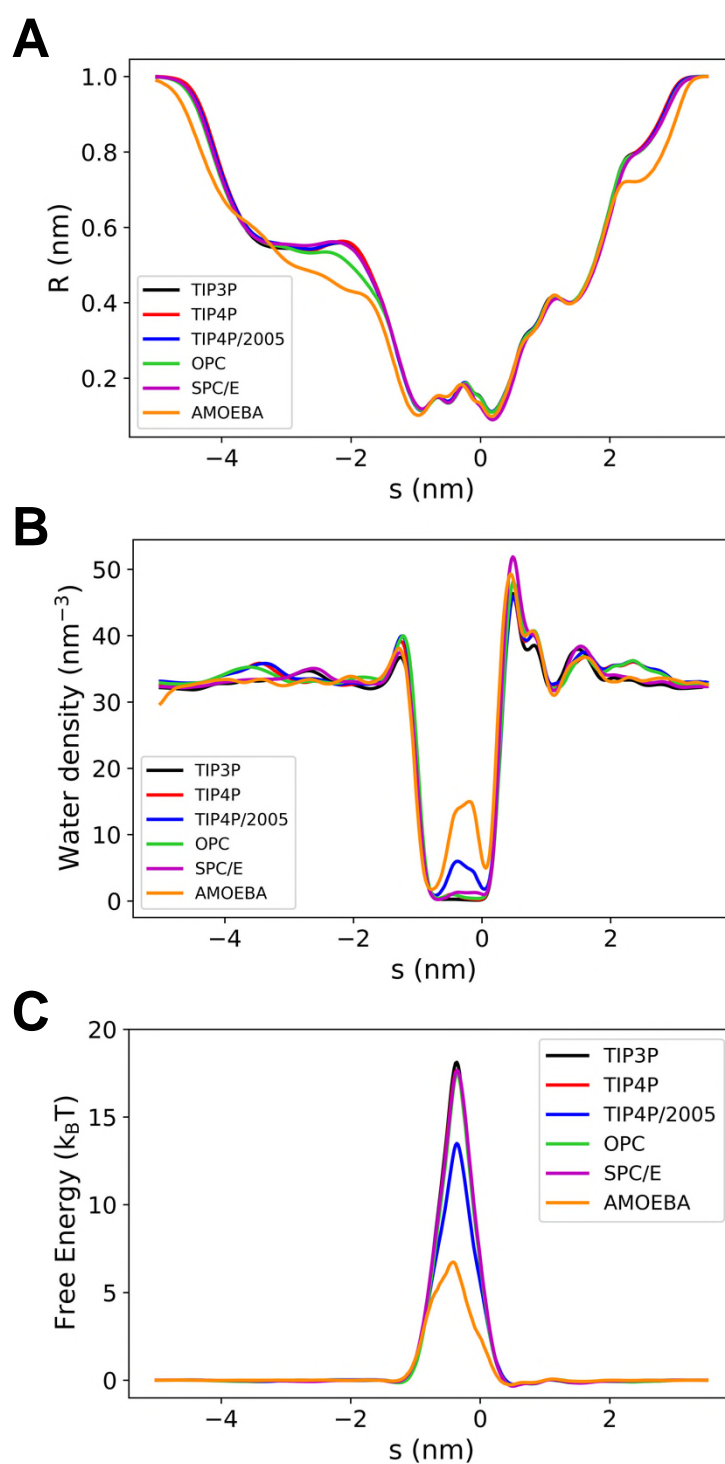 A
1.0
0.8
0.6
0.4
0.2
R (nm)
TIP3P
TIP4P
TIP4P/2005
OPC
SPC/E
AMOEBA
−4
−2
0
2
s (nm)
B
50
40
30
20
10
0
Water density (nm⁻³)
TIP3P
TIP4P
TIP4P/2005
OPC
SPC/E
AMOEBA
−4
−2
0
2
s (nm)
C
20
15
10
5
0
Free Energy (k_BT)
TIP3P
TIP4P
TIP4P/2005
OPC
SPC/E
AMOEBA
−4
−2
0
2
s (nm)